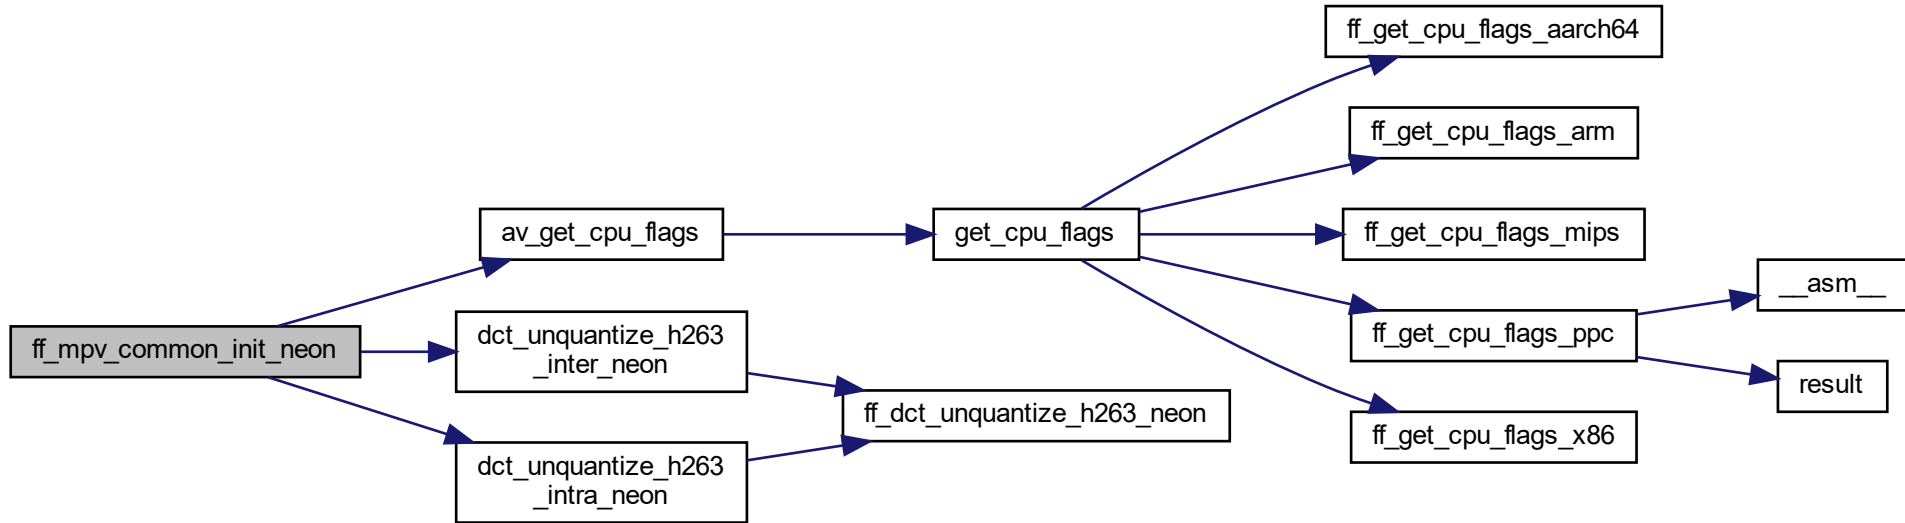 ff_get_cpu_flags_aarch64
ff_get_cpu_flags_arm
av_get_cpu_flags
get_cpu_flags
ff_get_cpu_flags_mips
__asm__
ff_mpv_common_init_neon
dct_unquantize_h263
_inter_neon
ff_get_cpu_flags_ppc
result
ff_dct_unquantize_h263_neon
ff_get_cpu_flags_x86
dct_unquantize_h263
_intra_neon